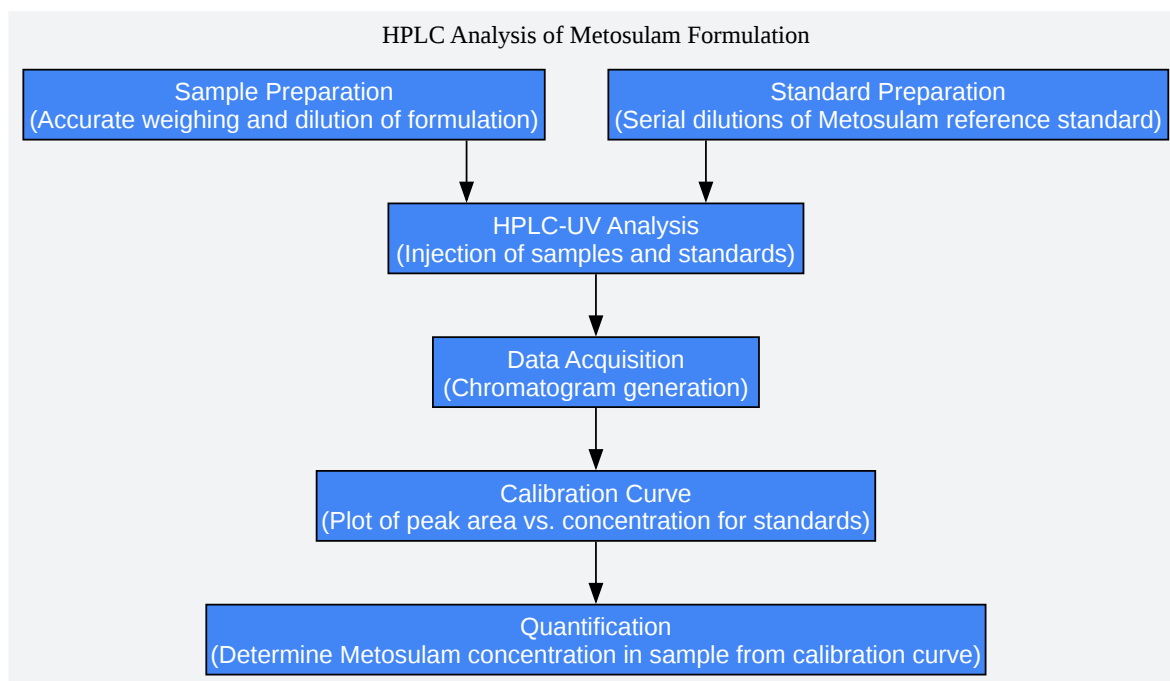 HPLC Analysis of Metosulam Formulation
Sample Preparation
(Accurate weighing and dilution of formulation)
Standard Preparation
(Serial dilutions of Metosulam reference standard)
HPLC-UV Analysis
(Injection of samples and standards)
Data Acquisition
(Chromatogram generation)
Calibration Curve
(Plot of peak area vs. concentration for standards)
Quantification
(Determine Metosulam concentration in sample from calibration curve)